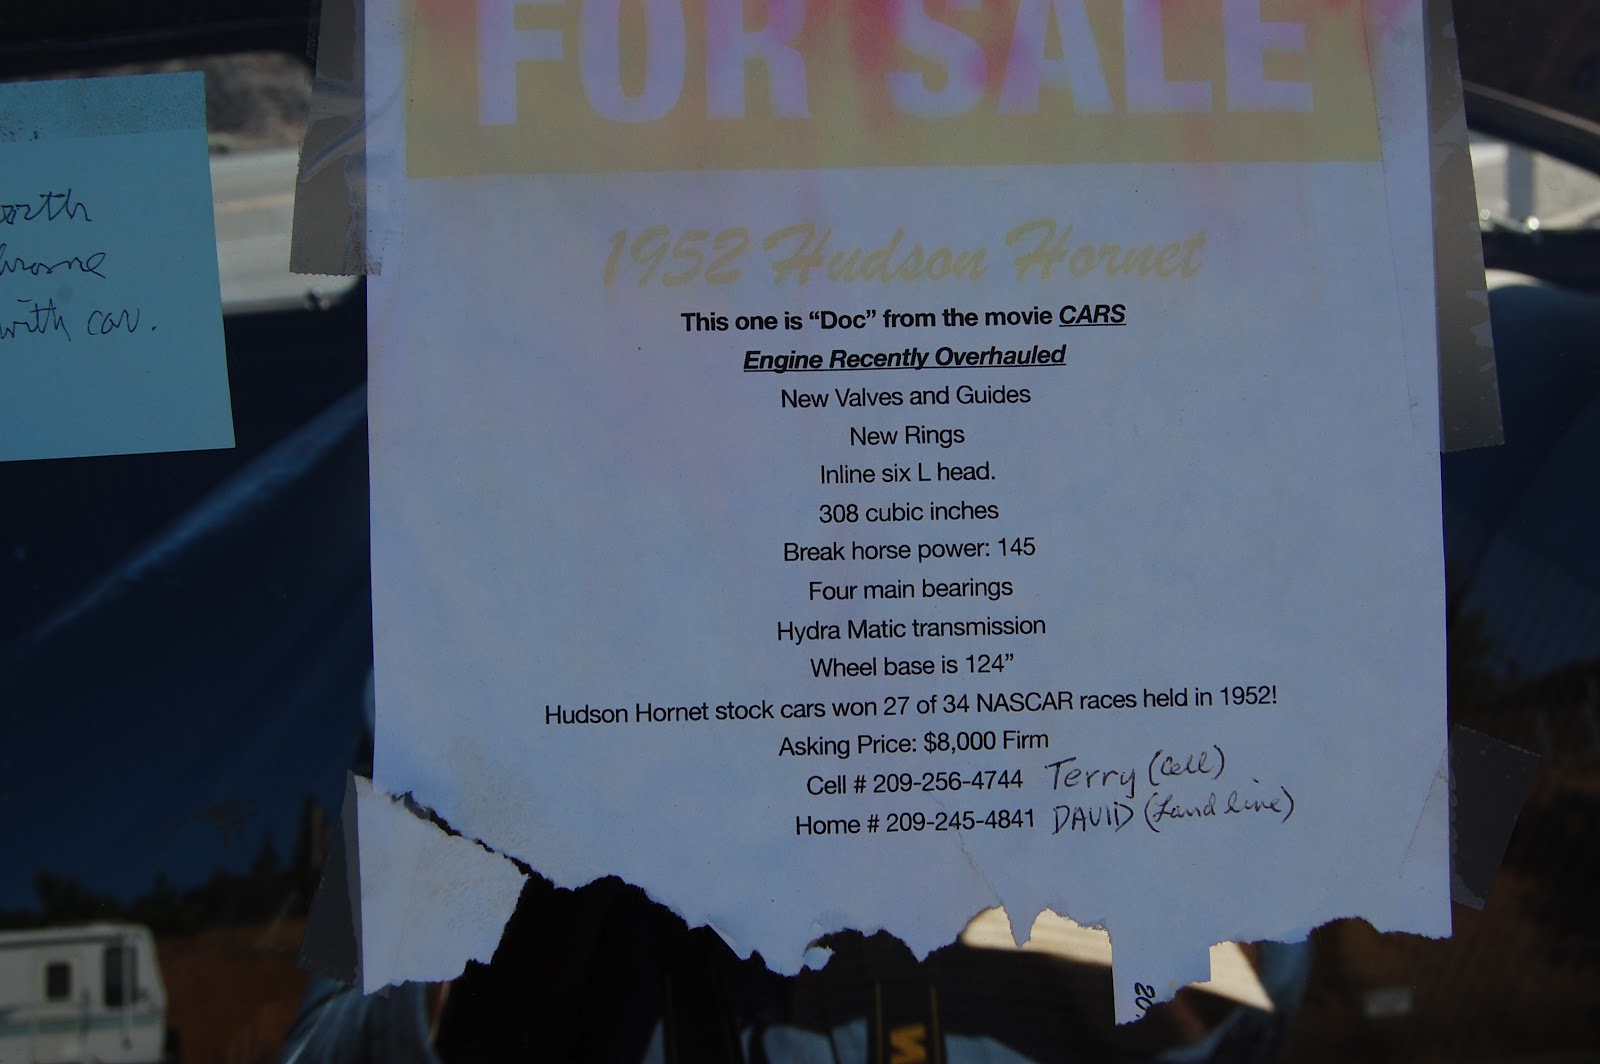 FOR SALE
with car.
1952 Hudson Hornet
This one is “Doc” from the movie CARS
Engine Recently Overhauled
New Valves and Guides
New Rings
Inline six L head.
308 cubic inches
Break horse power: 145
Four main bearings
Hydra Matic transmission
Wheel base is 124”
Hudson Hornet stock cars won 27 of 34 NASCAR races held in 1952!
Asking Price: $8,000 Firm
Cell # 209-256-4744 Terry (Cell)
Home # 209-245-4841 DAVID (Land line)
20